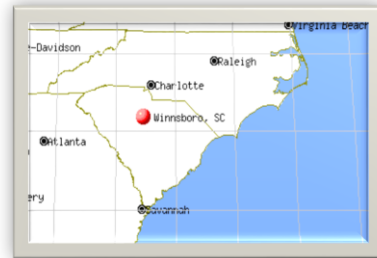 Virginia Beach
e-Davidson
Raleigh
Charlotte
Winnsboro, SC
Atlanta
ery
Savannah